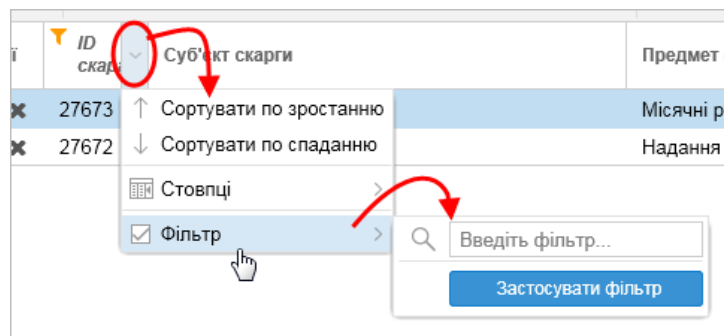 ї
ID
скар
Суб'єкт скарги
Предмет
27673
Сортувати по зростанню
Місячні р
27672
Сортувати по спаданню
Надання
Стовпці
Фільтр
Введіть фільтр...
Застосувати фільтр